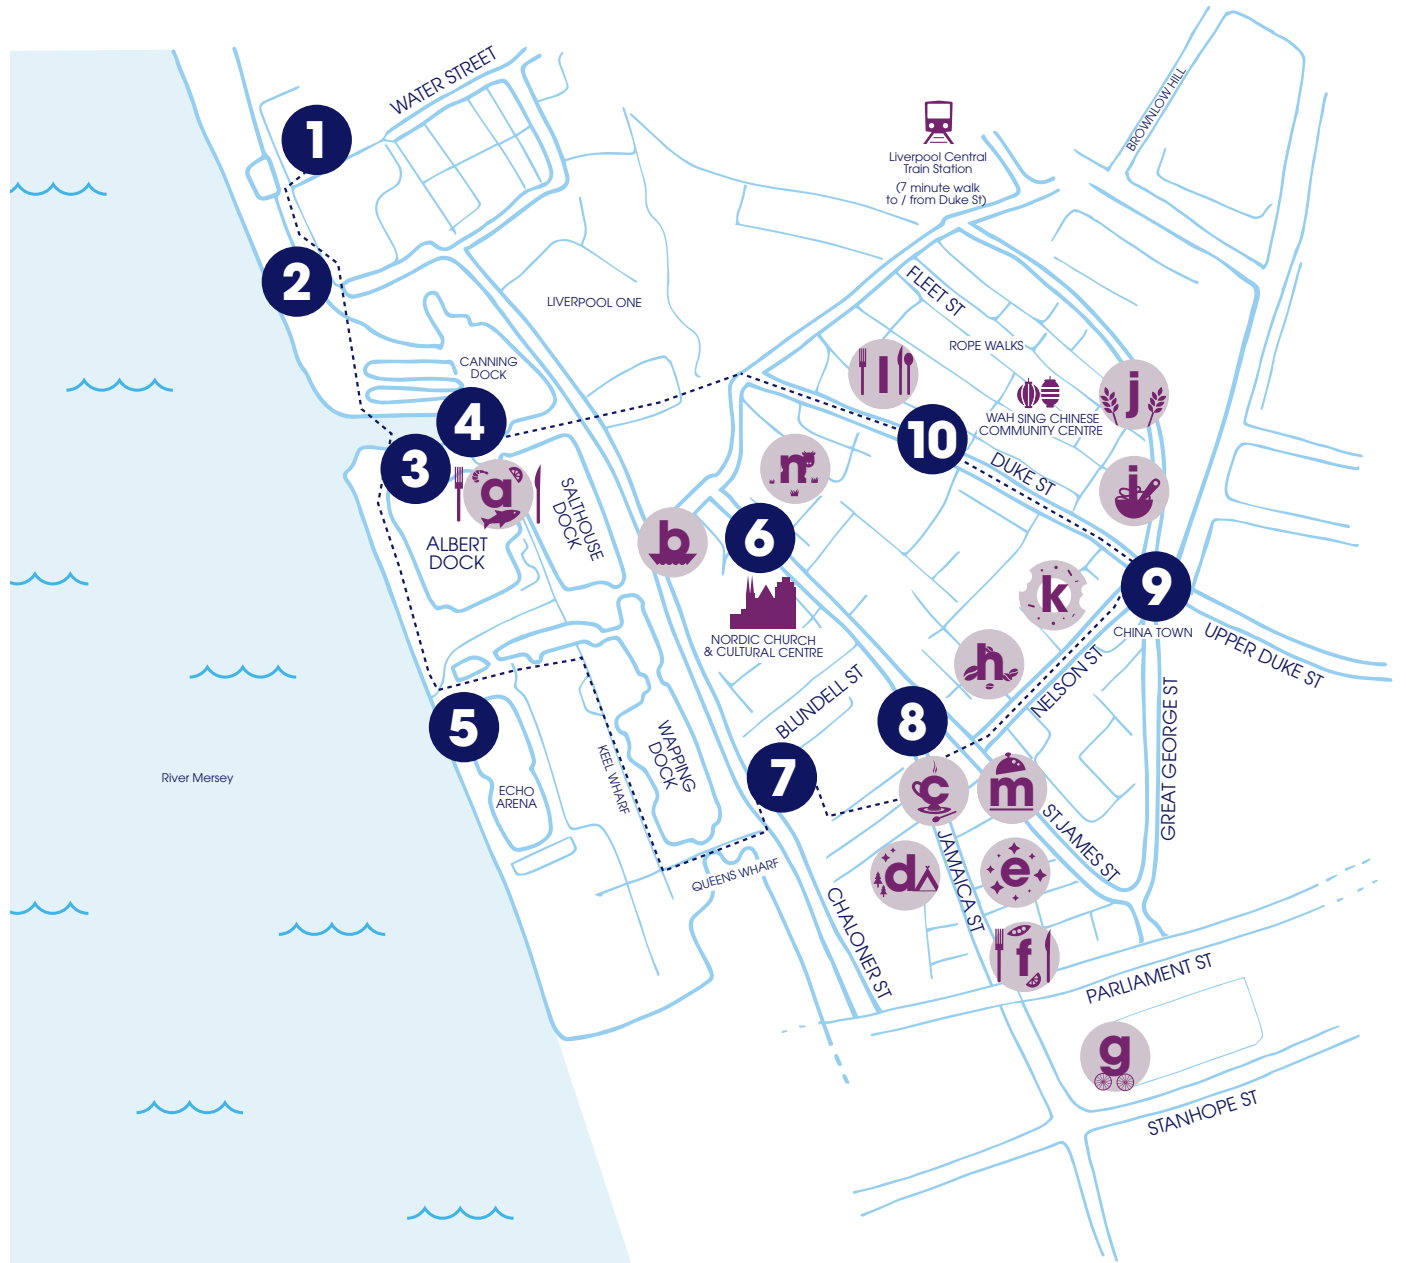 WATER STREET
BROWNLOW HILL
1
Liverpool Central
Train Station
(7 minute walk
to / from Duke St)
2
FLEET ST
LIVERPOOL ONE
ROPE WALKS
CANNING
DOCK
l
j
WAH SING CHINESE
COMMUNITY CENTRE
4
10
3
n
DUKE ST
a
i
SALTHOUSE
DOCK
b
6
ALBERT
DOCK
k
9
NORDIC CHURCH
& CULTURAL CENTRE
CHINA TOWN
UPPER DUKE ST
h
NELSON ST
BLUNDELL ST
8
5
GREAT GEORGE ST
WAPPING
DOCK
KEEL WHARF
River Mersey
7
ECHO
ARENA
c
m
ST JAMES ST
JAMAICA ST
QUEENS WHARF
d
e
CHALONER ST
f
PARLIAMENT ST
g
STANHOPE ST